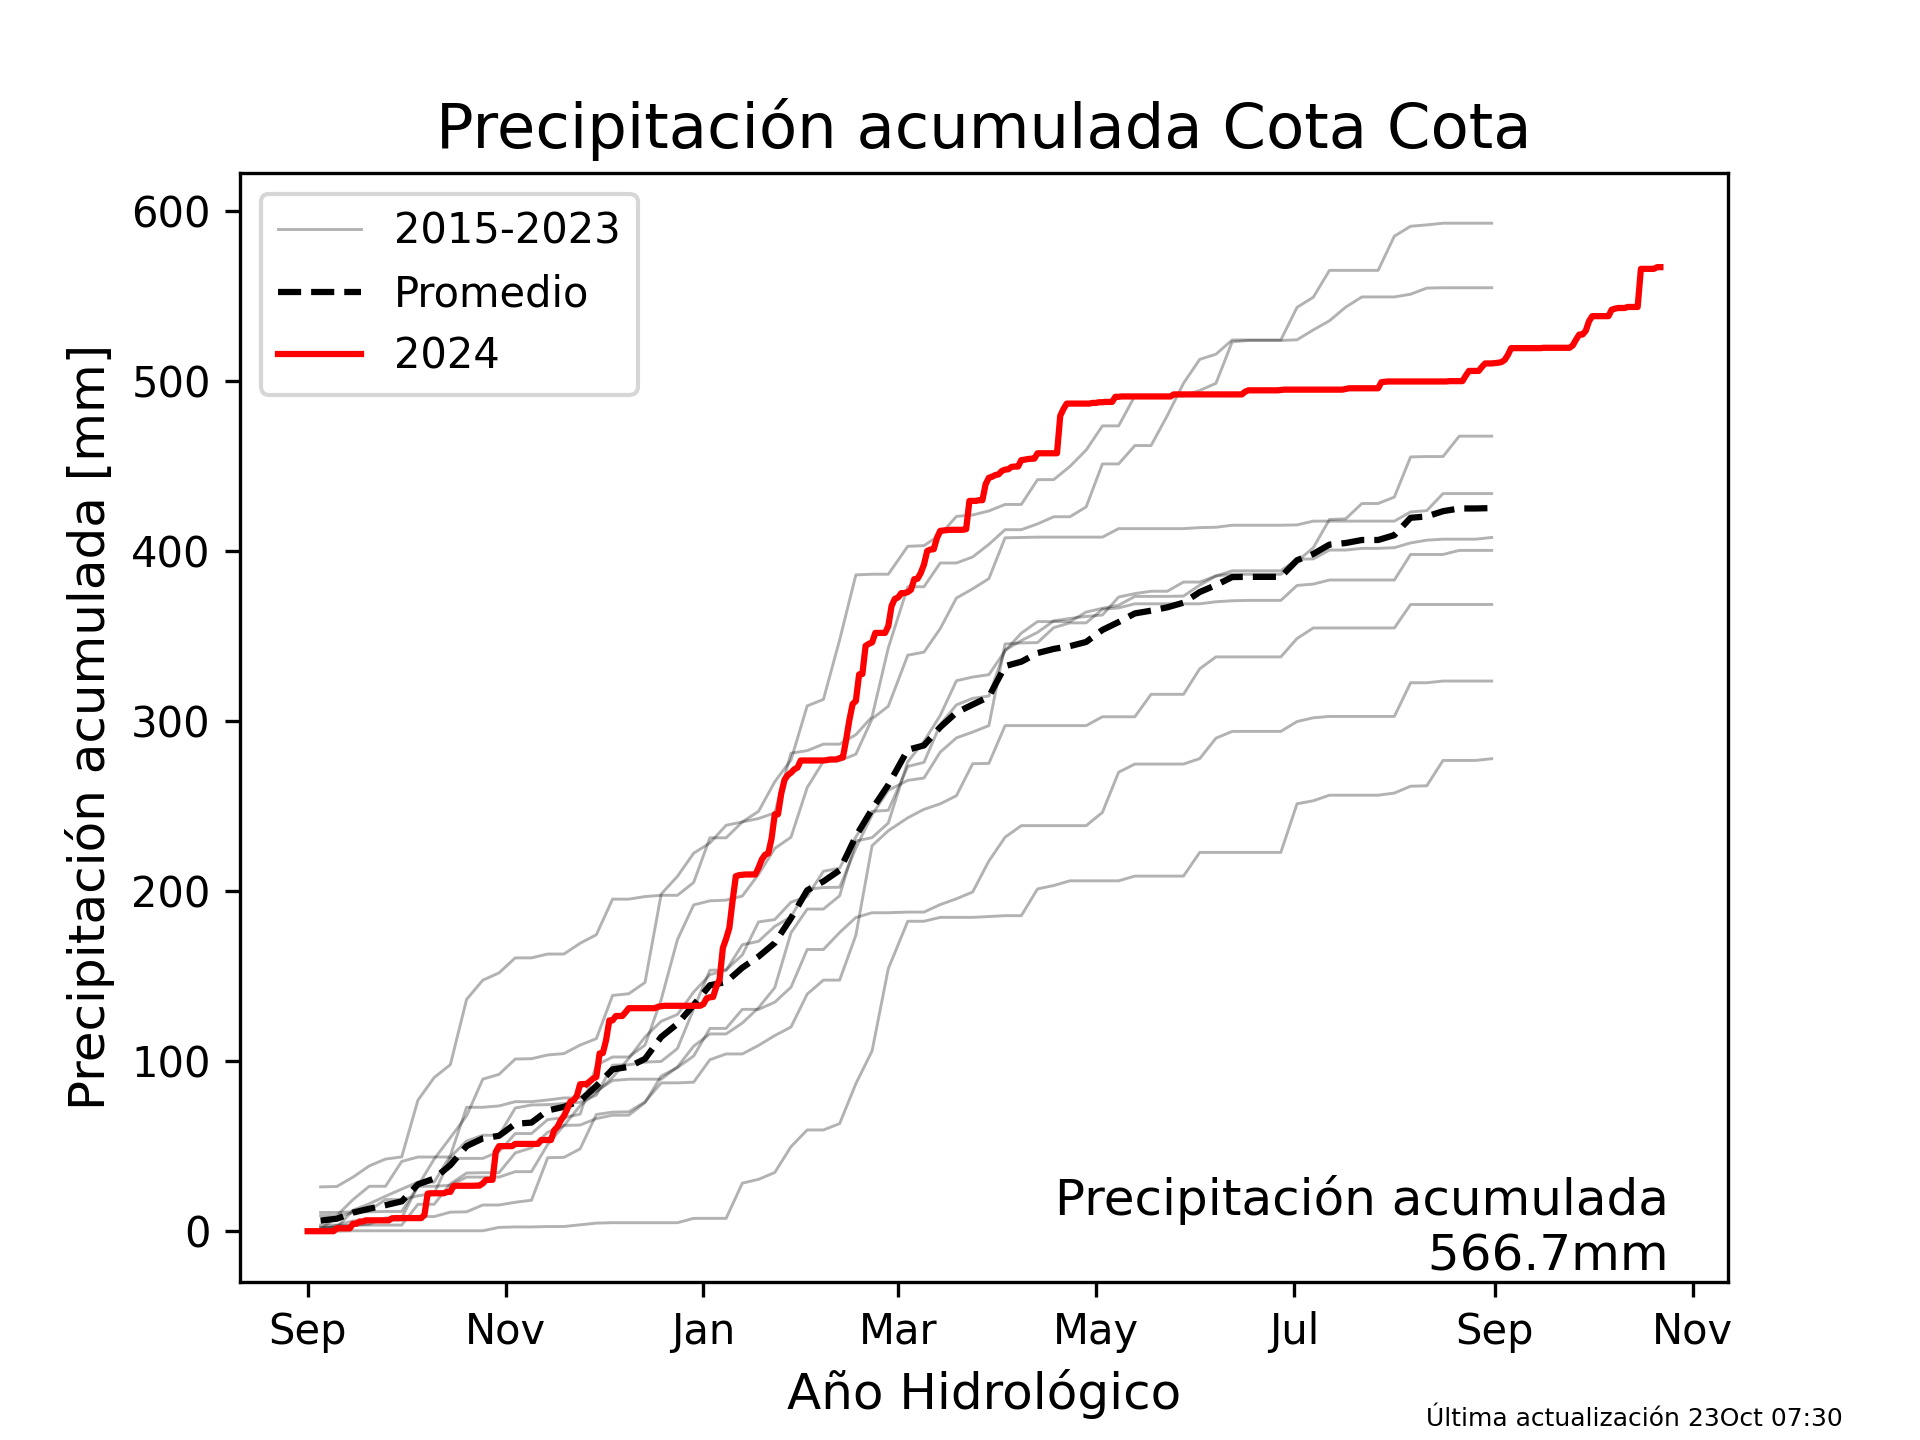 Precipitación acumulada Cota Cota
2015-2023
Promedio
2024
600
500
400
300
200
100
0
Precipitación acumulada [mm]
Precipitación acumulada
566.7mm
Sep Nov Jan Mar May Jul Sep Nov
Año Hidrológico
Última actualización 23Oct 07:30